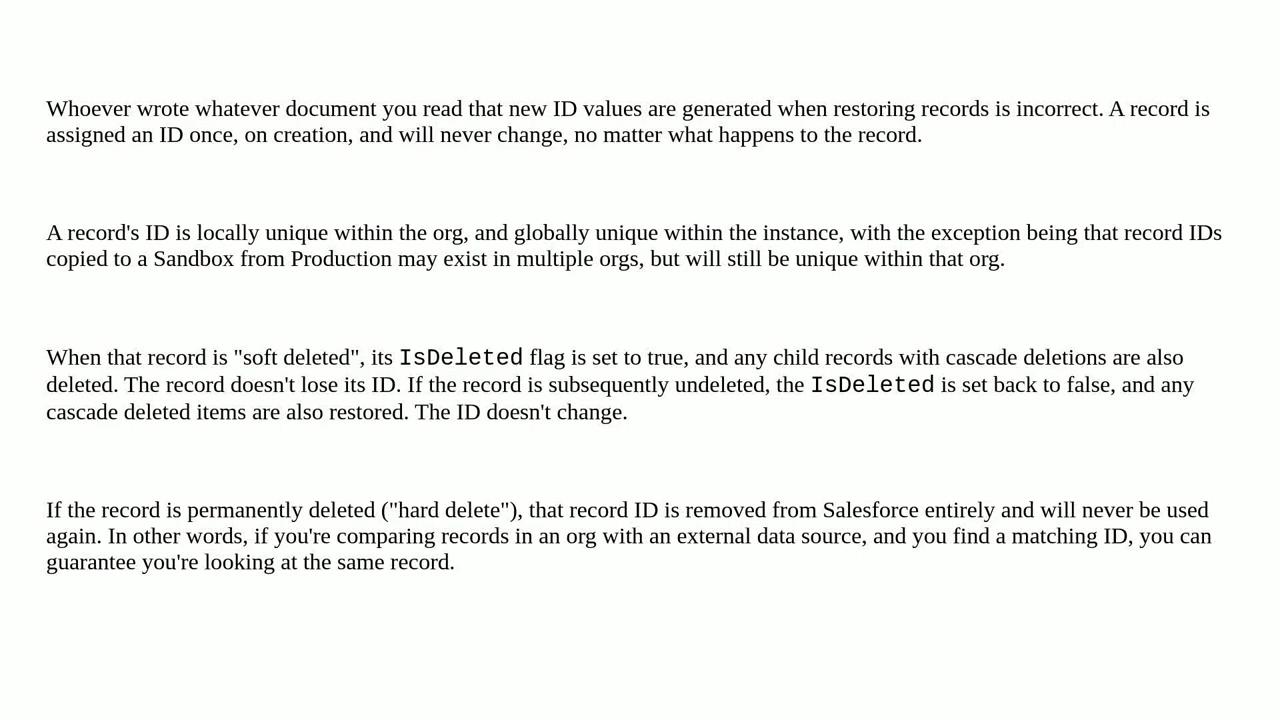 Whoever wrote whatever document you read that new ID values are generated when restoring records is incorrect. A record is
assigned an ID once, on creation, and will never change, no matter what happens to the record.
A record's ID is locally unique within the org, and globally unique within the instance, with the exception being that record IDs
copied to a Sandbox from Production may exist in multiple orgs, but will still be unique within that org.
When that record is "soft deleted", its IsDeleted flag is set to true, and any child records with cascade deletions are also
deleted. The record doesn't lose its ID. If the record is subsequently undeleted, the IsDeleted is set back to false, and any
cascade deleted items are also restored. The ID doesn't change.
If the record is permanently deleted ("hard delete"), that record ID is removed from Salesforce entirely and will never be used
again. In other words, if you're comparing records in an org with an external data source, and you find a matching ID, you can
guarantee you're looking at the same record.